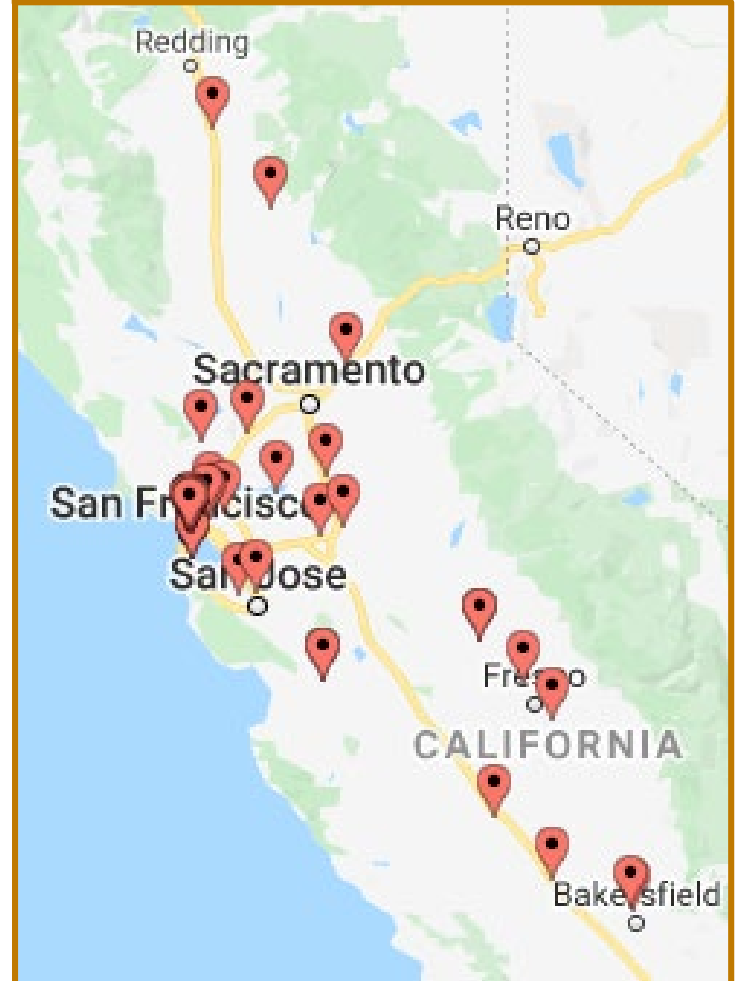 Redding
Reno
Sacramento
San Francisco
San Jose
Fresno
CALIFORNIA
Bakersfield